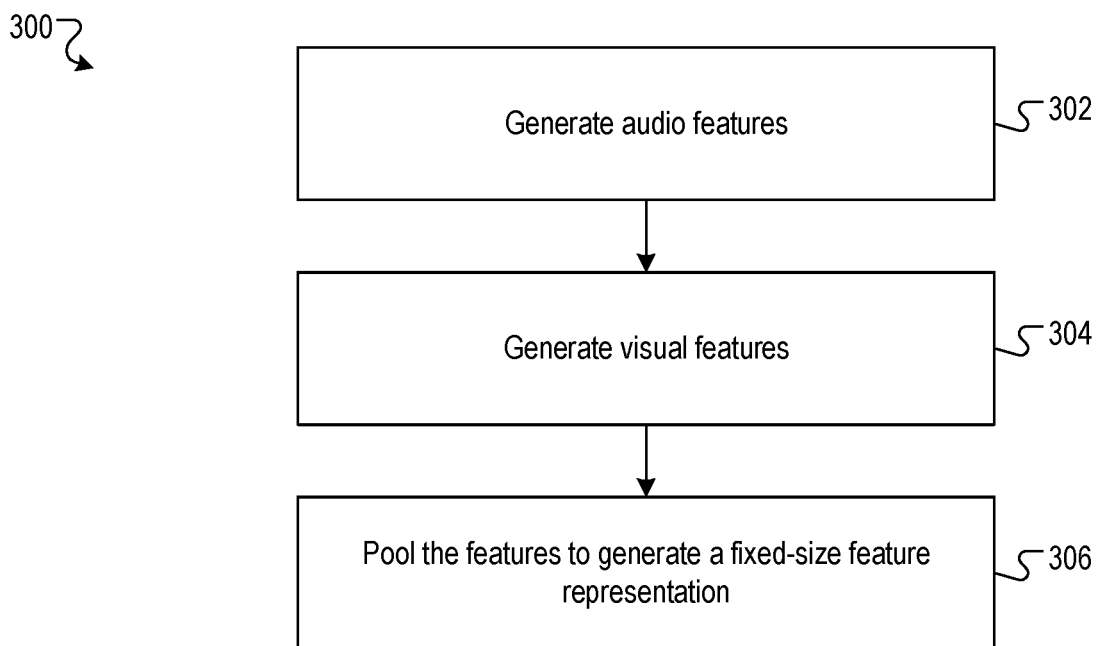 300
Generate audio features
302
Generate visual features
304
Pool the features to generate a fixed-size feature
representation
306